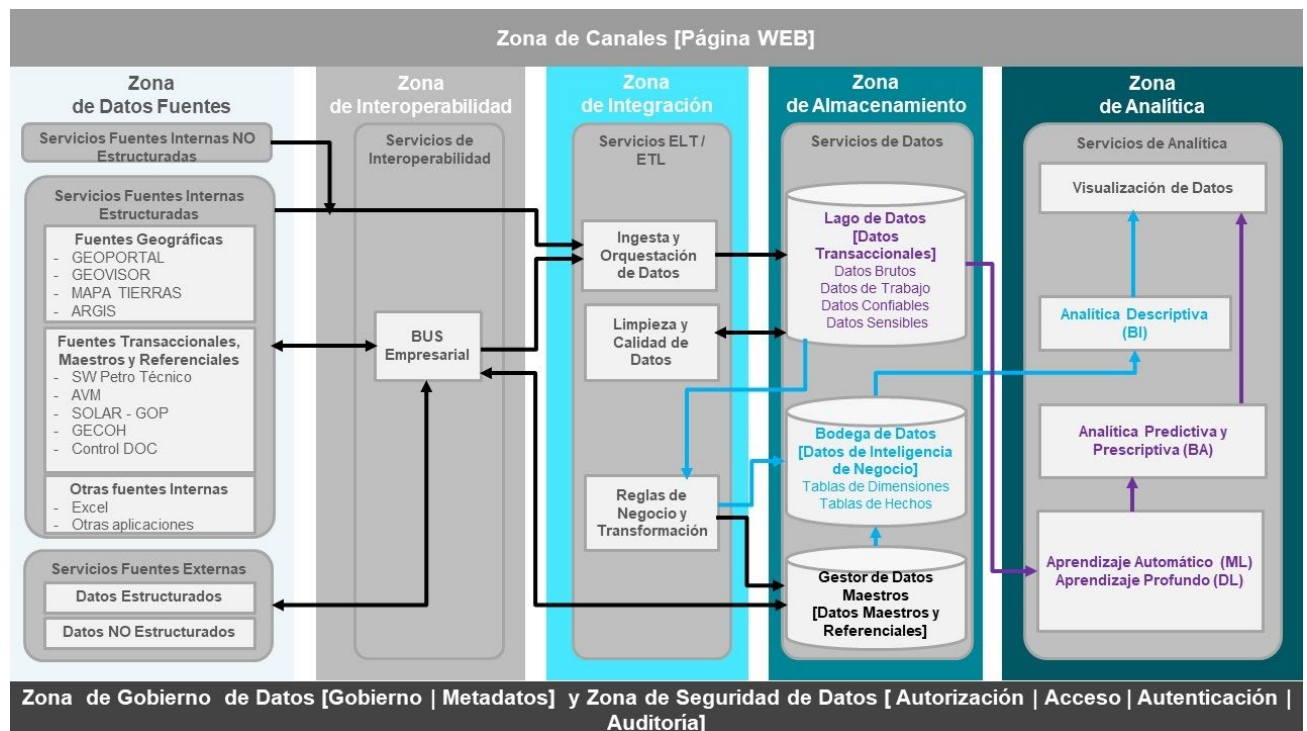 Zona de Canales [Página WEB]
Zona
de Datos Fuentes
Servicios Fuentes Internas NO
Estructuradas
Servicios Fuentes Internas
Estructuradas
Fuentes Geográficas
- GEOPORTAL
- GEOVISOR
- MAPA TIERRAS
- ARGIS
Fuentes Transaccionales,
Maestros y Referenciales
- SW Petro Técnico
- AVM
- SOLAR - GOP
- GECOH
- Control DOC
Otras fuentes Internas
- Excel
- Otras aplicaciones
Servicios Fuentes Externas
Datos Estructurados
Datos NO Estructurados
Zona
de Interoperabilidad
Servicios de
Interoperabilidad
BUS
Empresarial
Zona
de Integración
Servicios ELT /
ETL
Ingesta y
Orquestación
de Datos
Limpieza y
Calidad de
Datos
Reglas de
Negocio y
Transformación
Zona
de Almacenamiento
Servicios de Datos
Lago de Datos
[Datos
Transaccionales]
Datos Brutos
Datos de Trabajo
Datos Confiables
Datos Sensibles
Bodega de Datos
[Datos de Inteligencia
de Negocio]
Tablas de Dimensiones
Tablas de Hechos
Gestor de Datos
Maestros
[Datos Maestros y
Referenciales]
Zona
de Analítica
Servicios de Analítica
Visualización de Datos
Analítica Descriptiva
(BI)
Analítica Predictiva y
Prescriptiva (BA)
Aprendizaje Automático (ML)
Aprendizaje Profundo (DL)
Zona de Gobierno de Datos [Gobierno | Metadatos] y Zona de Seguridad de Datos [ Autorización | Acceso | Autenticación |
Auditoría]